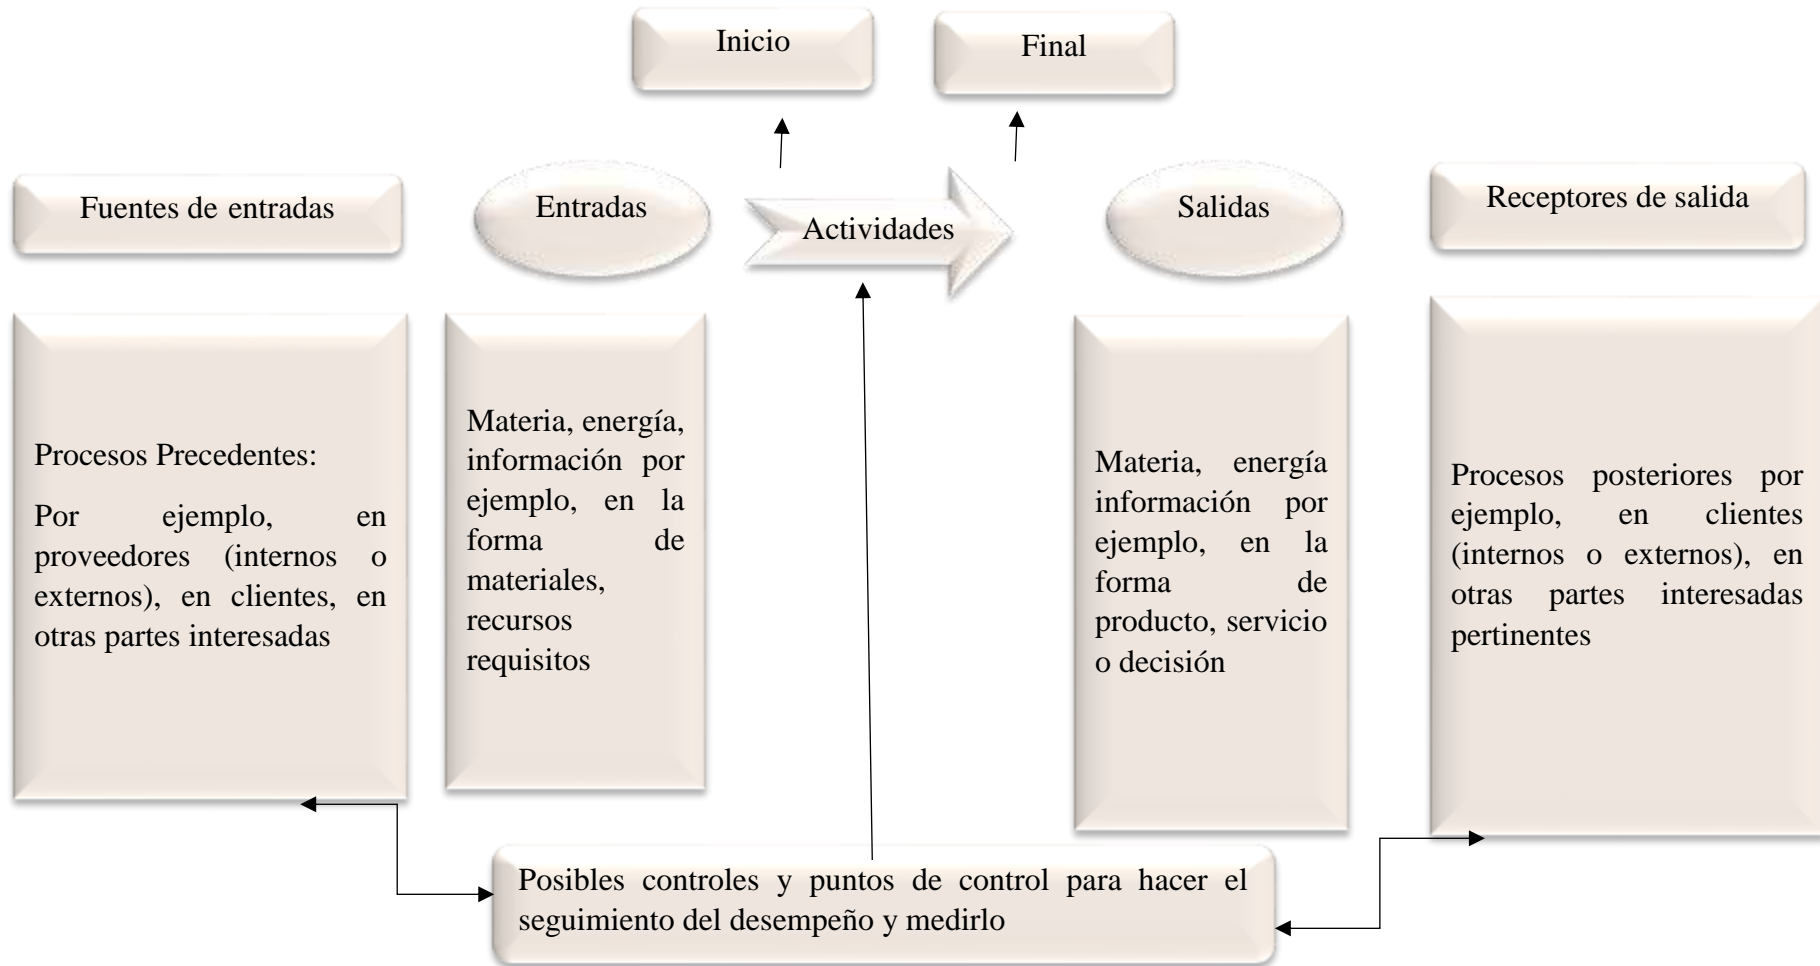 Inicio
Final
Fuentes de entradas
Entradas
Actividades
Salidas
Receptores de salida
Procesos Precedentes:
Por ejemplo, en
proveedores (internos o
externos), en clientes, en
otras partes interesadas
Materia, energía,
información por
ejemplo, en la
forma de
materiales,
recursos
requisitos
Materia, energía
información por
ejemplo, en la
forma de
producto, servicio
o decisión
Procesos posteriores por
ejemplo, en clientes
(internos o externos), en
otras partes interesadas
pertinentes
Posibles controles y puntos de control para hacer el
seguimiento del desempeño y medirlo